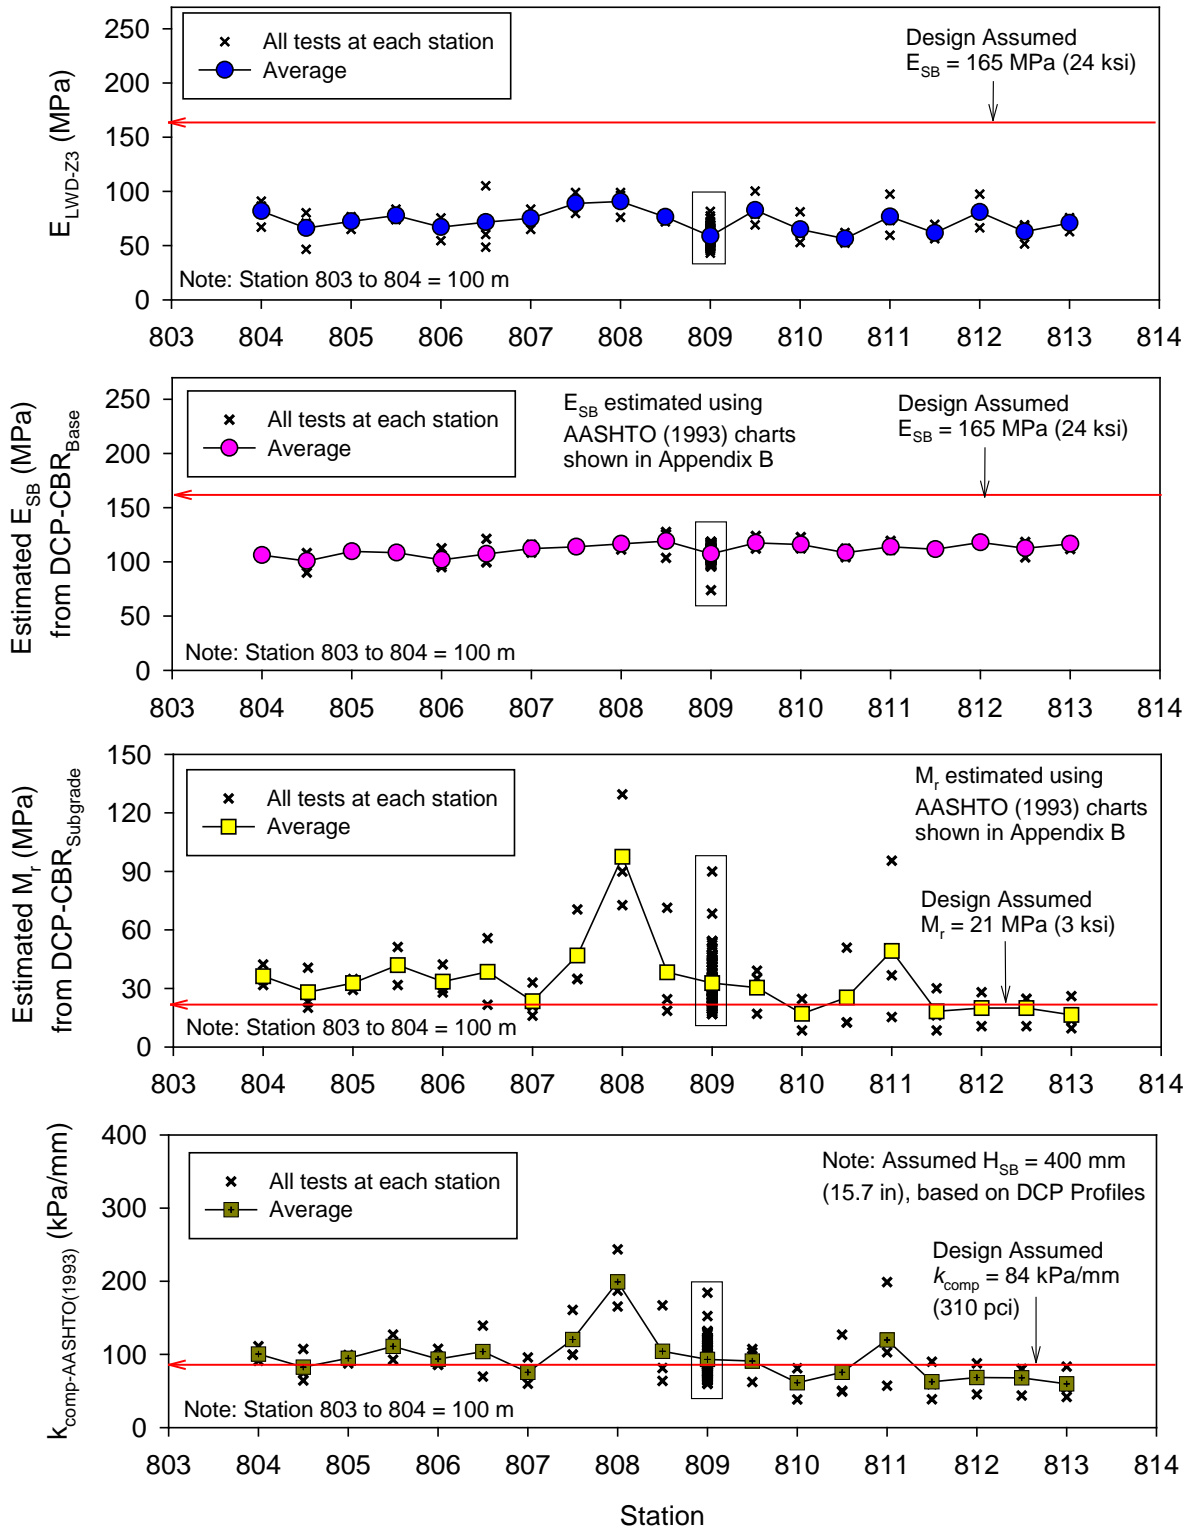 250
200
150
100
50
0
E_LWD-Z3 (MPa)
All tests at each station
Average
Design Assumed
E_SB = 165 MPa (24 ksi)
Note: Station 803 to 804 = 100 m
803 804 805 806 807 808 809 810 811 812 813 814
250
200
150
100
50
0
Estimated E_SB (MPa)
from DCP-CBR_Base
All tests at each station
Average
E_SB estimated using
AASHTO (1993) charts
shown in Appendix B
Design Assumed
E_SB = 165 MPa (24 ksi)
Note: Station 803 to 804 = 100 m
803 804 805 806 807 808 809 810 811 812 813 814
150
120
90
60
30
0
Estimated M_r (MPa)
from DCP-CBR_Subgrade
All tests at each station
Average
M_r estimated using
AASHTO (1993) charts
shown in Appendix B
Design Assumed
M_r = 21 MPa (3 ksi)
Note: Station 803 to 804 = 100 m
803 804 805 806 807 808 809 810 811 812 813 814
400
300
200
100
0
k_comp-AASHTO(1993) (kPa/mm)
All tests at each station
Average
Note: Assumed H_SB = 400 mm
(15.7 in), based on DCP Profiles
Design Assumed
k_comp = 84 kPa/mm
(310 pci)
Note: Station 803 to 804 = 100 m
803 804 805 806 807 808 809 810 811 812 813 814
Station